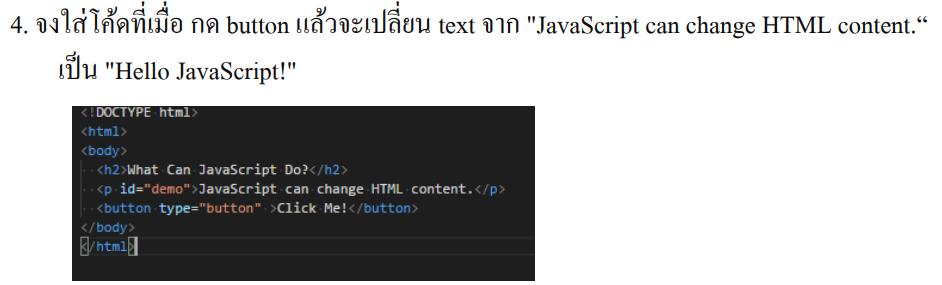 4. จงใส่โค้ดที่เมื่อ กด button แล้วจะเปลี่ยน text จาก "JavaScript can change HTML content.“
เป็น "Hello JavaScript!"
<!DOCTYPE html>
<html>
<body>
<h2>What Can JavaScript Do?</h2>
<p id="demo">JavaScript can change HTML content.</p>
<button type="button" >Click Me!</button>
</body>
</html>